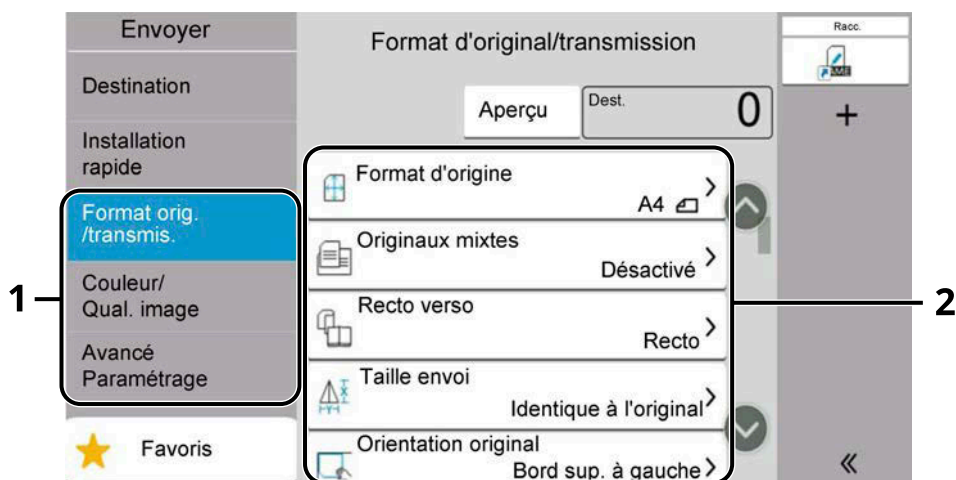 Envoyer
Format d'original/transmission
Racc.
Destination
Aperçu
Dest.
0
+
Installation
rapide
Format orig.
/transmis.
Couleur/
Qual. image
Avancé
Paramétrage
Favoris
Format d'origine
A4
Originaux mixtes
Désactivé
Recto verso
Recto
Taille envoi
Identique à l'original
Orientation original
Bord sup. à gauche
«
1
2